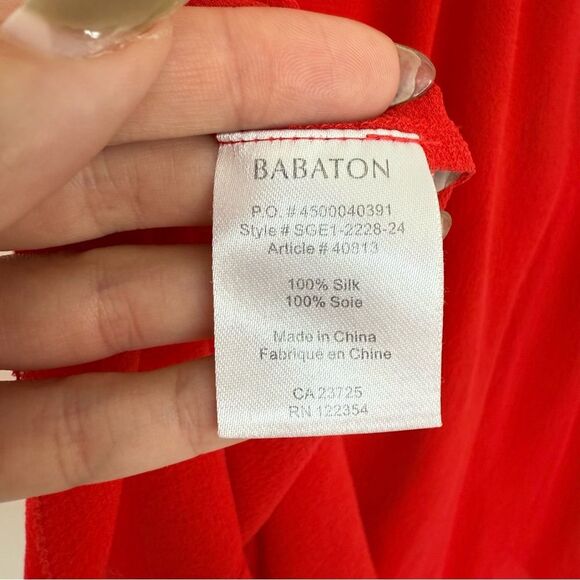 BABATON
P.O. # 4500040391
Style # SGE1-2228-24
Article # 40813
100% Silk
100% Soie
Made in China
Fabrique en Chine
CA 23725
RN 122354